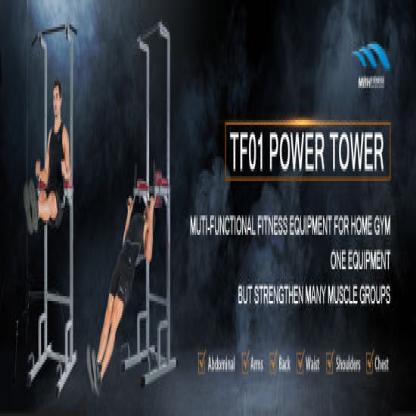 TF01 POWER TOWER
MUTI-FUNCTIONAL FITNESS EQUIPMENT FOR HOME GYM
ONE EQUIPMENT
BUT STRENGTHEN MANY MUSCLE GROUPS
Abdominal Arms Back Waist Shoulders Chest